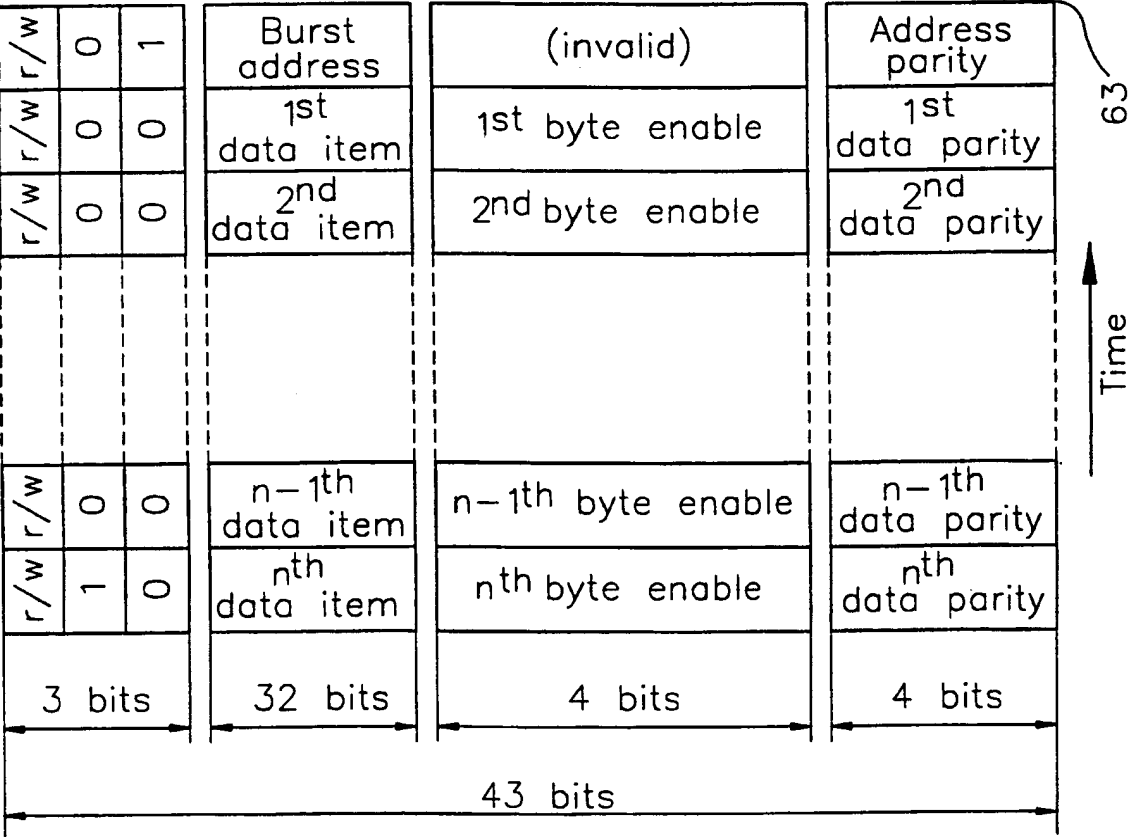 r/w 0 1
Burst
address
(invalid)
Address
parity
63
r/w 0 0
1st
data item
1st byte enable
1st
data parity
r/w 0 0
2nd
data item
2nd byte enable
2nd
data parity
Time
r/w 0 0
n-1th
data item
n-1th byte enable
n-1th
data parity
r/w 1 0
nth
data item
nth byte enable
nth
data parity
3 bits
32 bits
4 bits
4 bits
43 bits